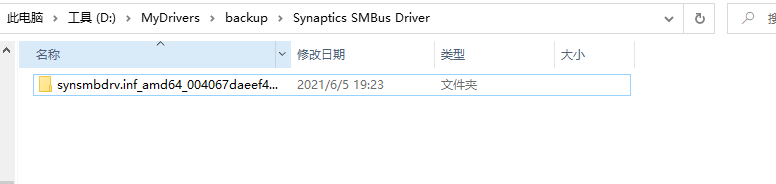 此电脑 > 工具 (D:) > MyDrivers > backup > Synaptics SMBus Driver
名称 修改日期 类型 大小
synsmbdrv.inf_amd64_004067daeef4... 2021/6/5 19:23 文件夹